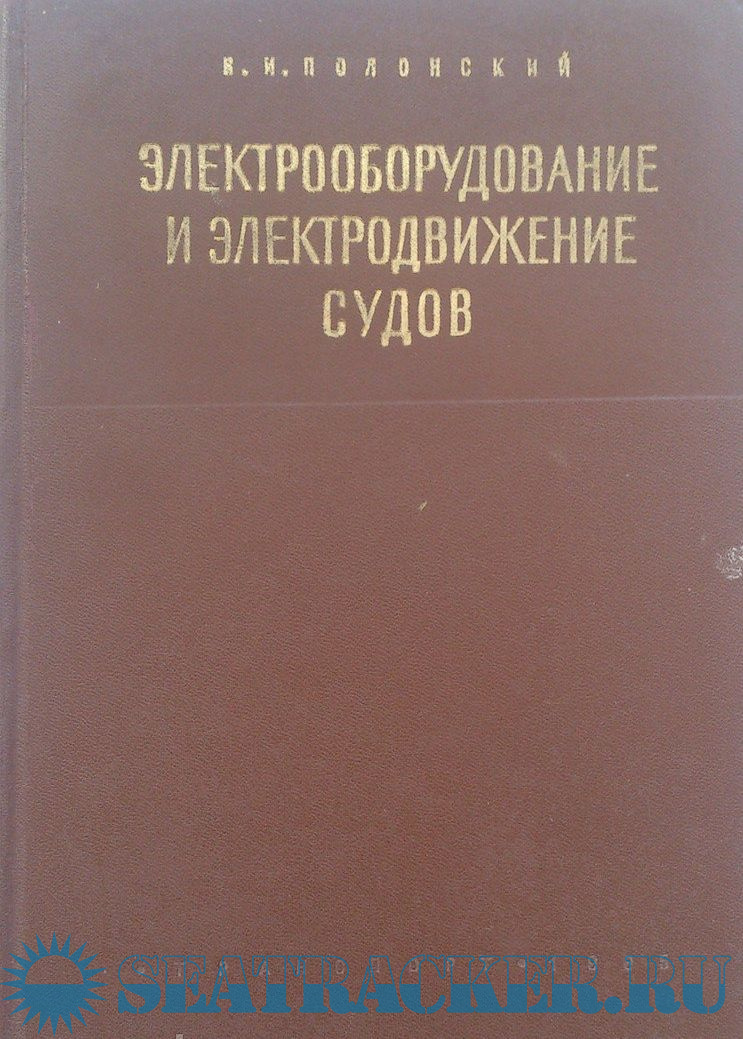 В. И. ПОЛОНСКИЙ
ЭЛЕКТРООБОРУДОВАНИЕ
И ЭЛЕКТРОДВИЖЕНИЕ
СУДОВ
SEATRACKER.RU